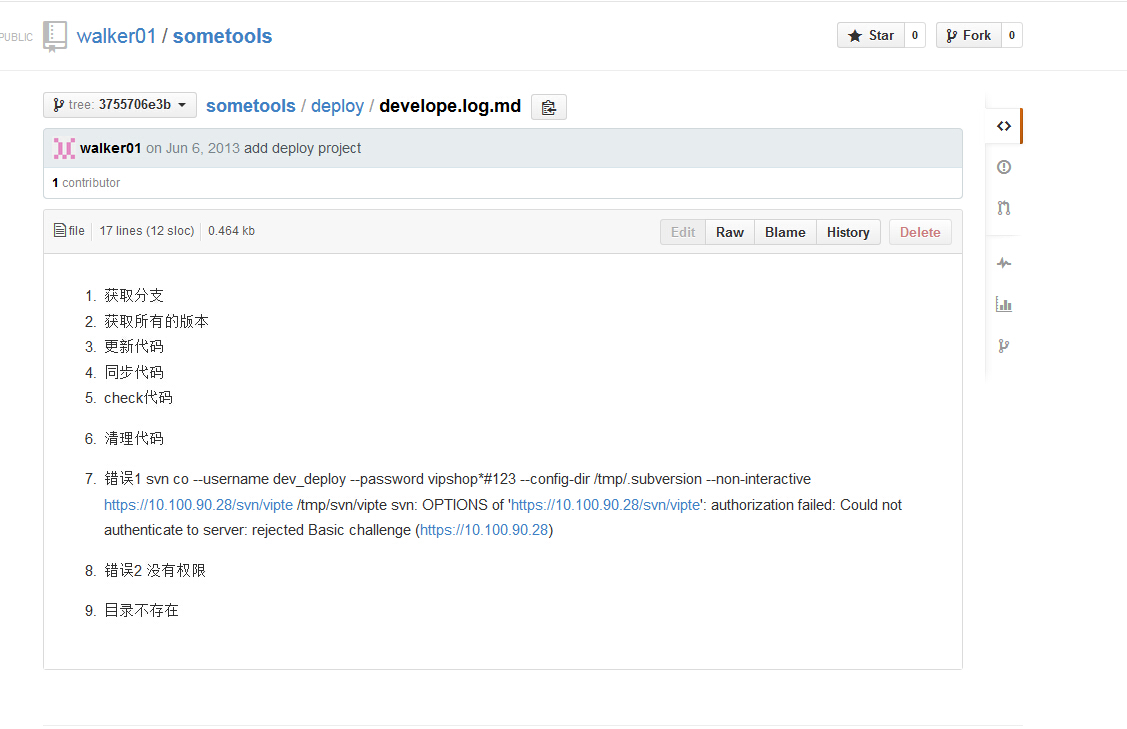 PUBLIC walker01 / sometools Star 0 Fork 0
tree: 3755706e3b sometools / deploy / develope.log.md
walker01 on Jun 6, 2013 add deploy project
1 contributor
file 17 lines (12 sloc) 0.464 kb Edit Raw Blame History Delete
1. 获取分支
2. 获取所有的版本
3. 更新代码
4. 同步代码
5. check代码
6. 清理代码
7. 错误1 svn co --username dev_deploy --password vipshop*#123 --config-dir /tmp/.subversion --non-interactive
https://10.100.90.28/svn/vipte /tmp/svn/vipte svn: OPTIONS of 'https://10.100.90.28/svn/vipte': authorization failed: Could not
authenticate to server: rejected Basic challenge (https://10.100.90.28)
8. 错误2 没有权限
9. 目录不存在